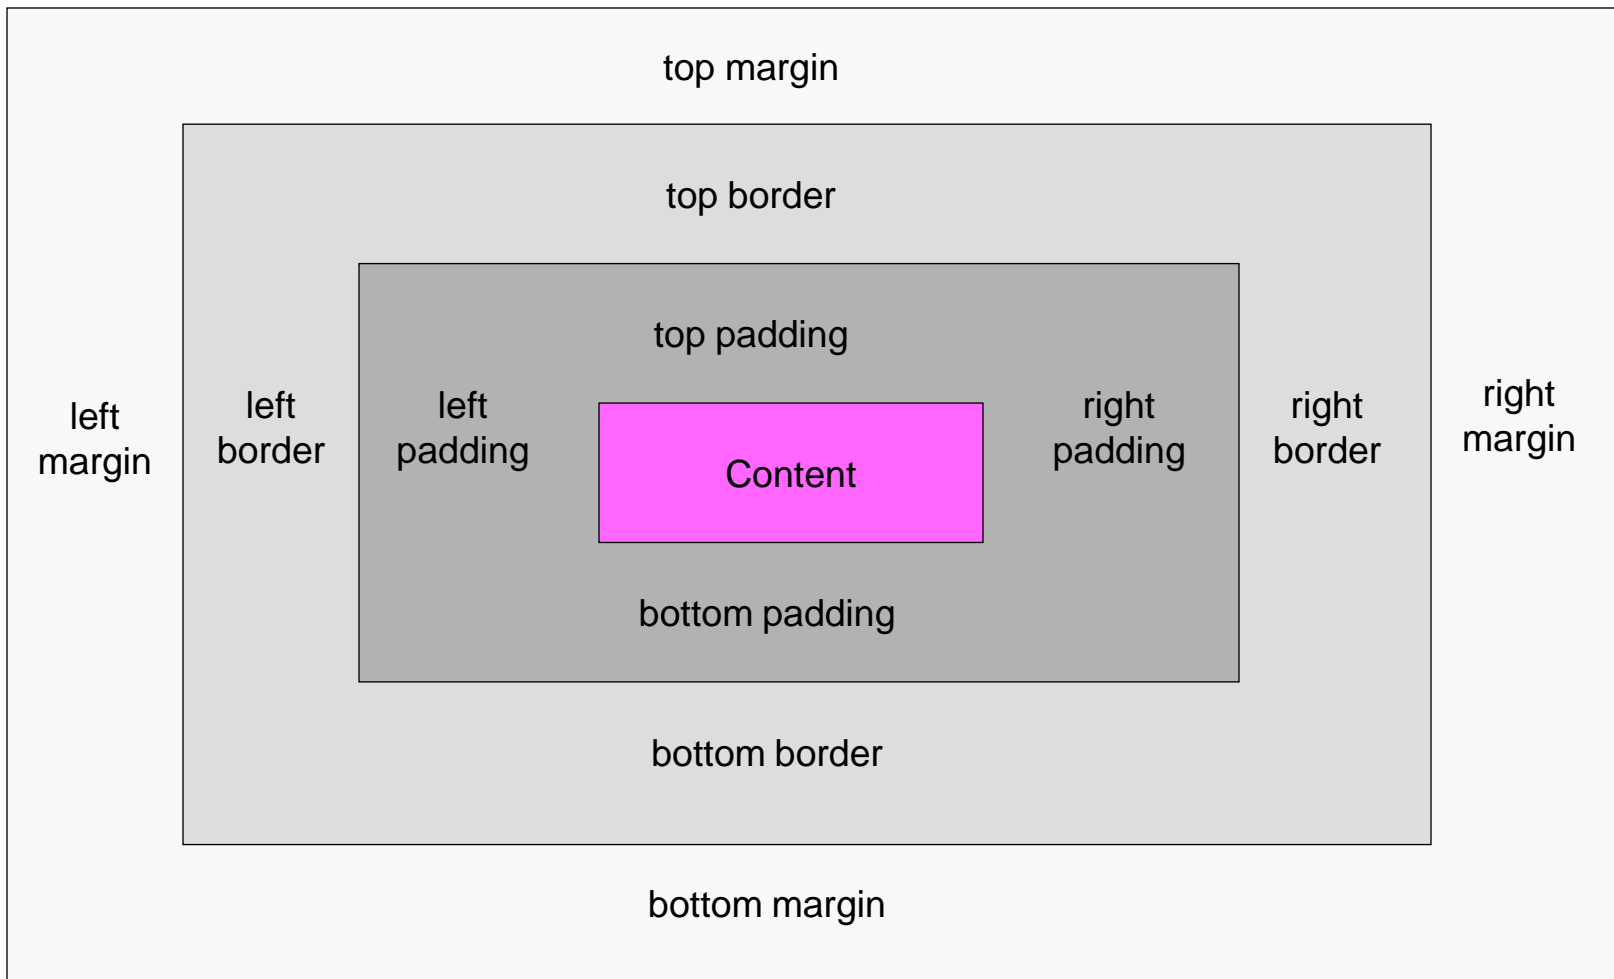 top margin
top border
top padding
left
margin
left
border
left
padding
Content
right
padding
right
border
right
margin
bottom padding
bottom border
bottom margin